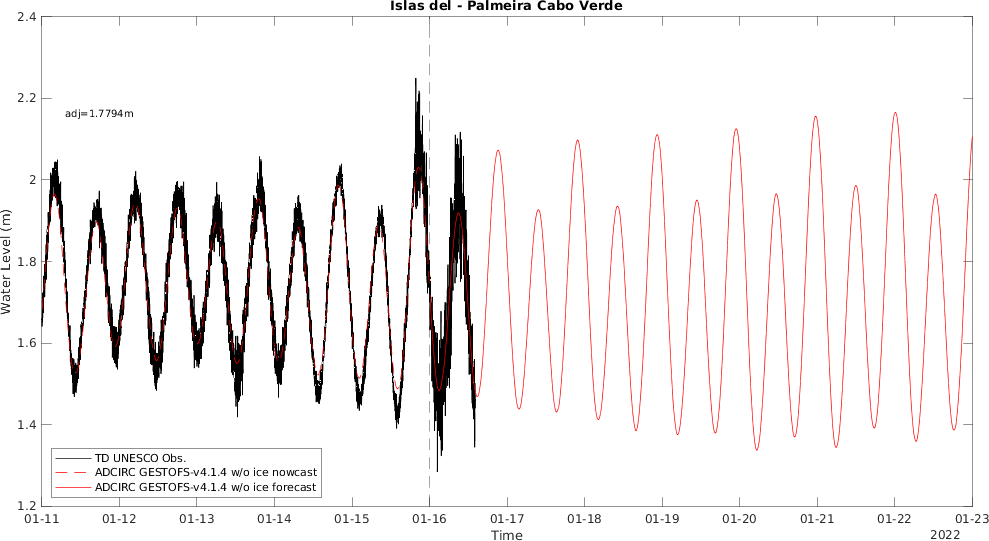 Islas del - Palmeira Cabo Verde
2.4
2.2
2
1.8
1.6
1.4
1.2
Water Level (m)
adj=1.7794m
TD UNESCO Obs.
ADCIRC GESTOFS-v4.1.4 w/o ice nowcast
ADCIRC GESTOFS-v4.1.4 w/o ice forecast
01-11 01-12 01-13 01-14 01-15 01-16 01-17 01-18 01-19 01-20 01-21 01-22 01-23
Time
2022